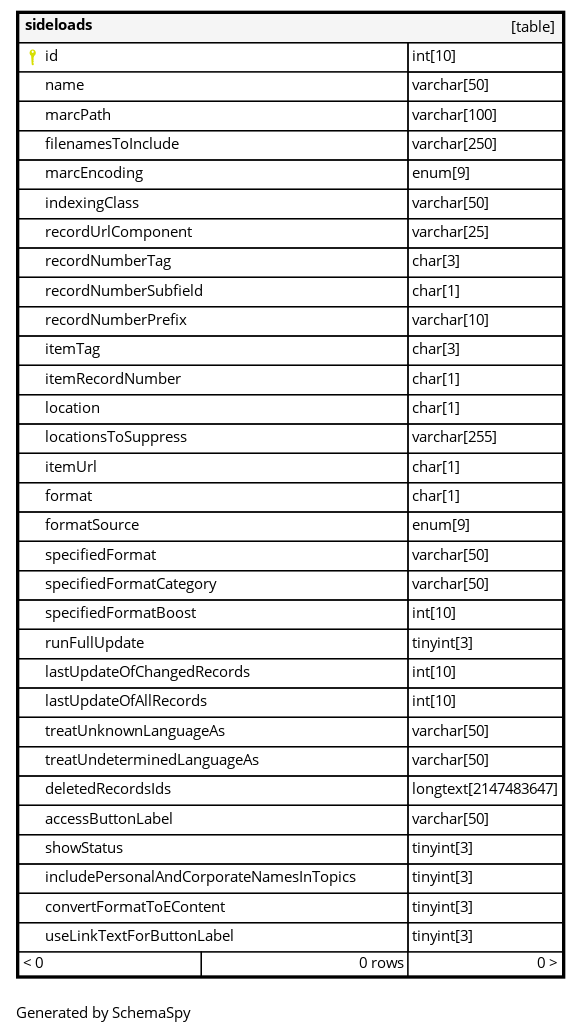 sideloads [table]
id int[10]
name varchar[50]
marcPath varchar[100]
filenamesToInclude varchar[250]
marcEncoding enum[9]
indexingClass varchar[50]
recordUrlComponent varchar[25]
recordNumberTag char[3]
recordNumberSubfield char[1]
recordNumberPrefix varchar[10]
itemTag char[3]
itemRecordNumber char[1]
location char[1]
locationsToSuppress varchar[255]
itemUrl char[1]
format char[1]
formatSource enum[9]
specifiedFormat varchar[50]
specifiedFormatCategory varchar[50]
specifiedFormatBoost int[10]
runFullUpdate tinyint[3]
lastUpdateOfChangedRecords int[10]
lastUpdateOfAllRecords int[10]
treatUnknownLanguageAs varchar[50]
treatUndeterminedLanguageAs varchar[50]
deletedRecordsIds longtext[2147483647]
accessButtonLabel varchar[50]
showStatus tinyint[3]
includePersonalAndCorporateNamesInTopics tinyint[3]
convertFormatToEContent tinyint[3]
useLinkTextForButtonLabel tinyint[3]
< 0 0 rows 0 >
Generated by SchemaSpy